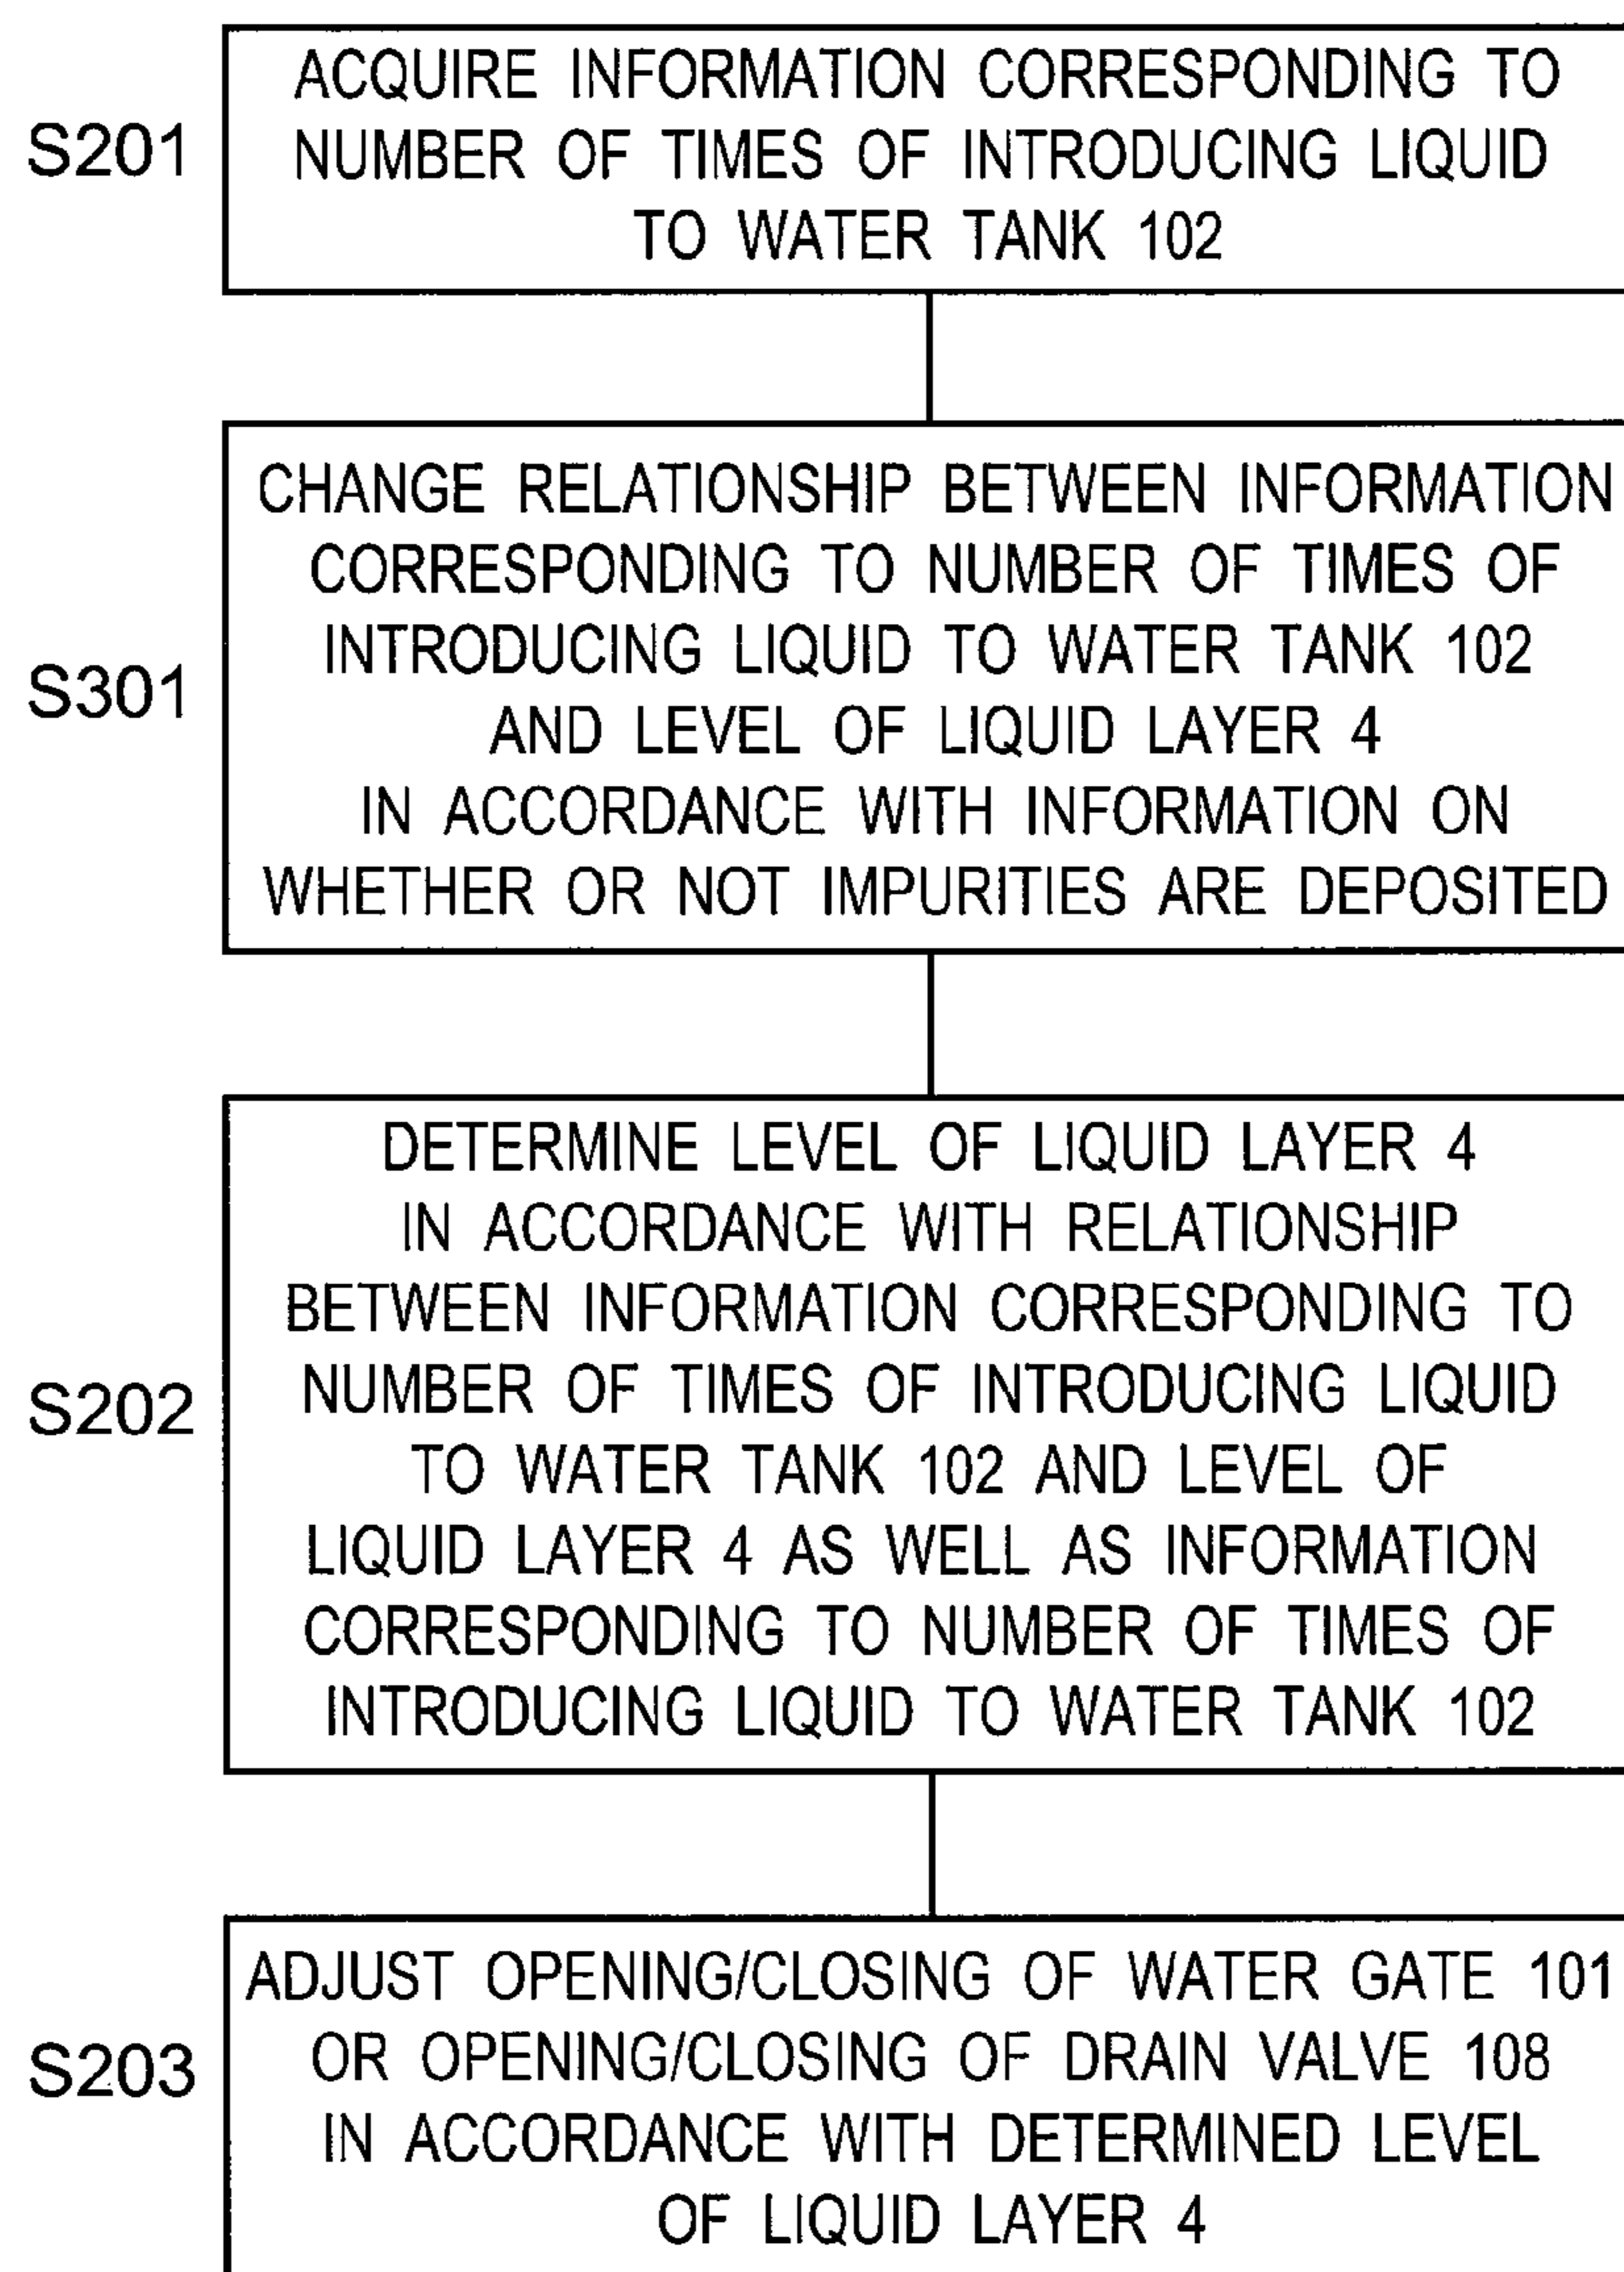 S201
ACQUIRE INFORMATION CORRESPONDING TO
NUMBER OF TIMES OF INTRODUCING LIQUID
TO WATER TANK 102
S301
CHANGE RELATIONSHIP BETWEEN INFORMATION
CORRESPONDING TO NUMBER OF TIMES OF
INTRODUCING LIQUID TO WATER TANK 102
AND LEVEL OF LIQUID LAYER 4
IN ACCORDANCE WITH INFORMATION ON
WHETHER OR NOT IMPURITIES ARE DEPOSITED
S202
DETERMINE LEVEL OF LIQUID LAYER 4
IN ACCORDANCE WITH RELATIONSHIP
BETWEEN INFORMATION CORRESPONDING TO
NUMBER OF TIMES OF INTRODUCING LIQUID
TO WATER TANK 102 AND LEVEL OF
LIQUID LAYER 4 AS WELL AS INFORMATION
CORRESPONDING TO NUMBER OF TIMES OF
INTRODUCING LIQUID TO WATER TANK 102
S203
ADJUST OPENING/CLOSING OF WATER GATE 101
OR OPENING/CLOSING OF DRAIN VALVE 108
IN ACCORDANCE WITH DETERMINED LEVEL
OF LIQUID LAYER 4